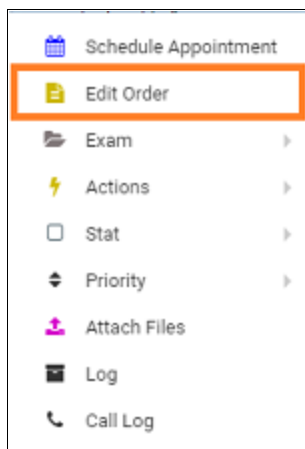 Schedule Appointment
Edit Order
Exam
Actions
Stat
Priority
Attach Files
Log
Call Log